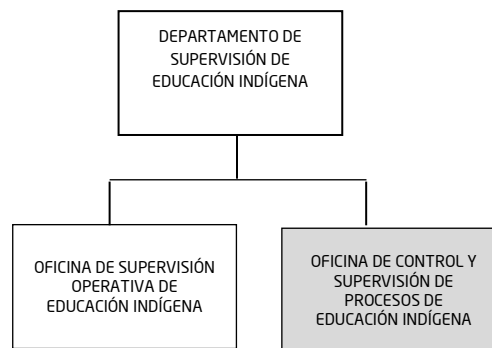 DEPARTAMENTO DE
SUPERVISIÓN DE
EDUCACIÓN INDÍGENA
OFICINA DE SUPERVISIÓN
OPERATIVA DE
EDUCACIÓN INDÍGENA
OFICINA DE CONTROL Y
SUPERVISIÓN DE
PROCESOS DE
EDUCACIÓN INDÍGENA